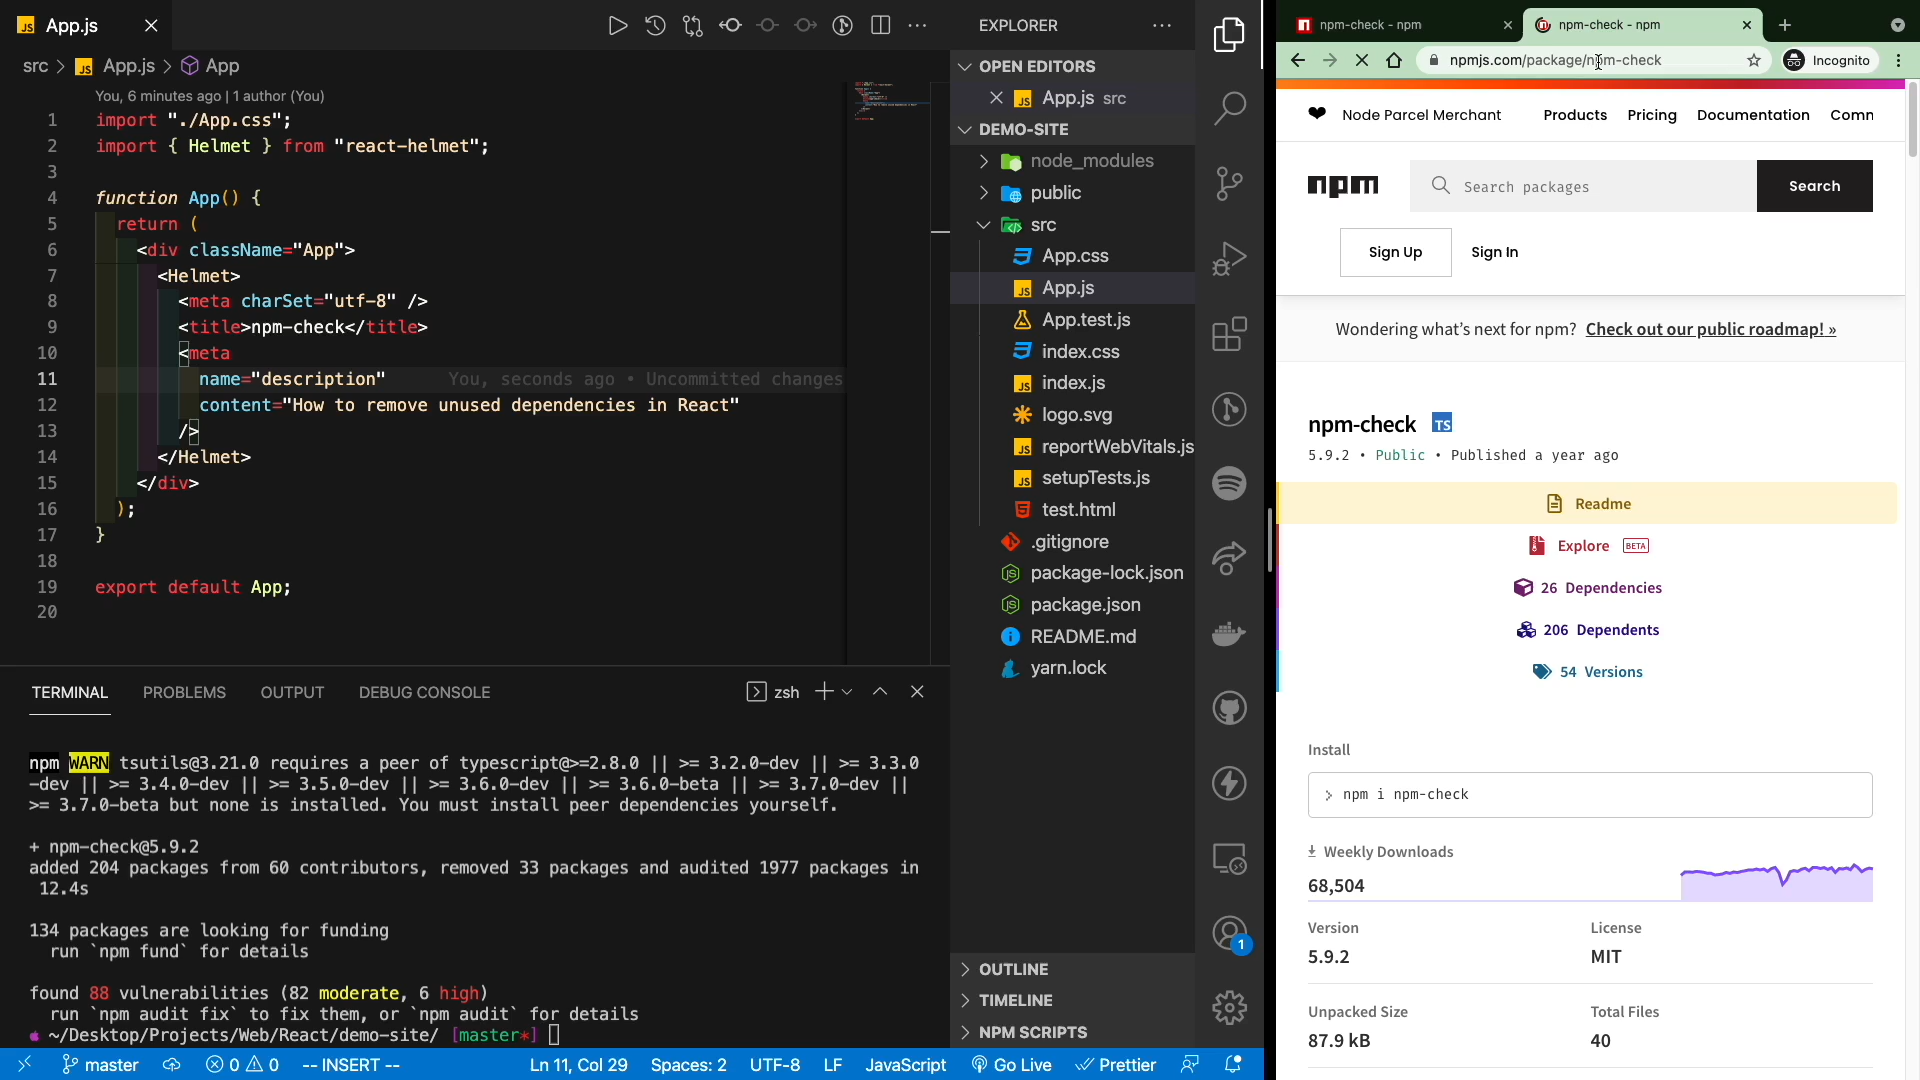 App.js
src > App.js > App
You, 6 minutes ago | 1 author (You)
1 import "./App.css";
2 import { Helmet } from "react-helmet";
3
4 function App() {
5 return (
6 <div className="App">
7 <Helmet>
8 <meta charSet="utf-8" />
9 <title>npm-check</title>
10 <meta
11 name="description" You, seconds ago • Uncommitted changes
12 content="How to remove unused dependencies in React"
13 />
14 </Helmet>
15 </div>
16 );
17 }
18
19 export default App;
20
TERMINAL PROBLEMS OUTPUT DEBUG CONSOLE
zsh
npm WARN tsutils@3.21.0 requires a peer of typescript@>=2.8.0 || >= 3.2.0-dev || >= 3.3.0
-dev || >= 3.4.0-dev || >= 3.5.0-dev || >= 3.6.0-dev || >= 3.6.0-beta || >= 3.7.0-dev ||
>= 3.7.0-beta but none is installed. You must install peer dependencies yourself.
+ npm-check@5.9.2
added 204 packages from 60 contributors, removed 33 packages and audited 1977 packages in
12.4s
134 packages are looking for funding
run `npm fund` for details
found 88 vulnerabilities (82 moderate, 6 high)
run `npm audit fix` to fix them, or `npm audit` for details
~/Desktop/Projects/Web/React/demo-site/ [master*]
master 0 0 -- INSERT -- Ln 11, Col 29 Spaces: 2 UTF-8 LF JavaScript Go Live Prettier
EXPLORER
OPEN EDITORS
App.js src
DEMO-SITE
node_modules
public
src
App.css
App.js
App.test.js
index.css
index.js
logo.svg
reportWebVitals.js
setupTests.js
test.html
.gitignore
package-lock.json
package.json
README.md
yarn.lock
OUTLINE
TIMELINE
NPM SCRIPTS
1
npm-check - npm
npm-check - npm
npmjs.com/package/npm-check
Incognito
Node Parcel Merchant Products Pricing Documentation Comm
npm Search packages Search
Sign Up Sign In
Wondering what's next for npm? Check out our public roadmap! »
npm-check TS
5.9.2 • Public • Published a year ago
Readme
Explore BETA
26 Dependencies
206 Dependents
54 Versions
Install
> npm i npm-check
Weekly Downloads
68,504
Version License
5.9.2 MIT
Unpacked Size Total Files
87.9 kB 40